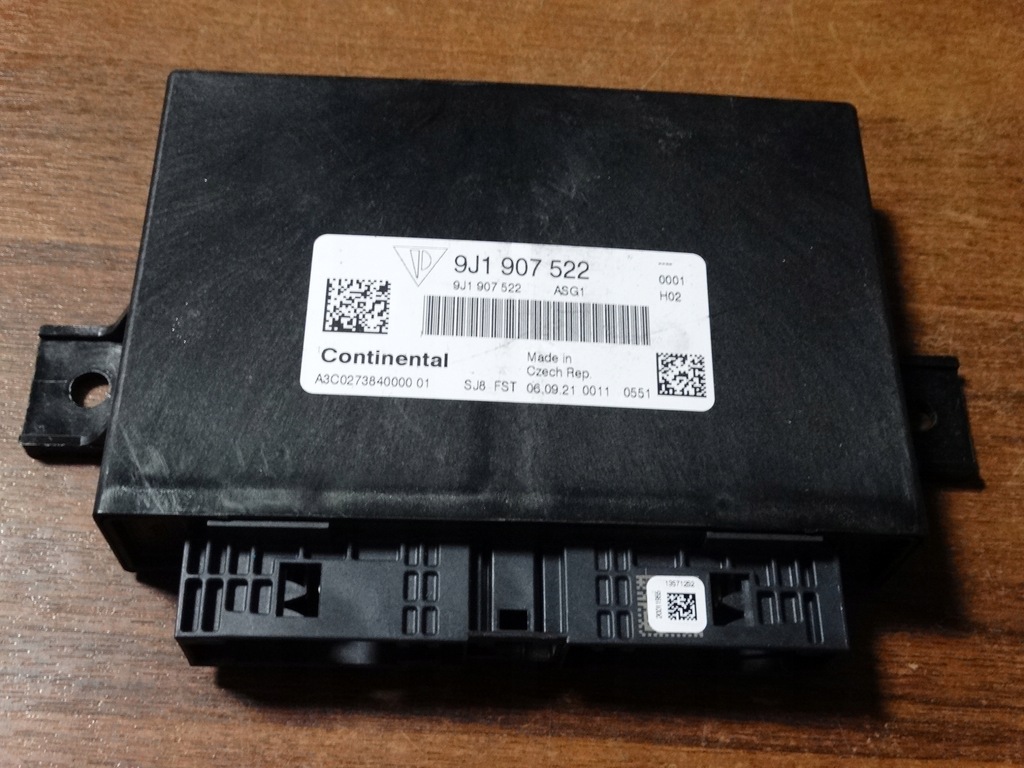 9J1 907 522
----
9J1 907 522 ASG1
0001
H02
Continental
Made in
Czech Rep.
A3C0273840000 01 SJ8 FST 06.09.21 0011 0551
13571252